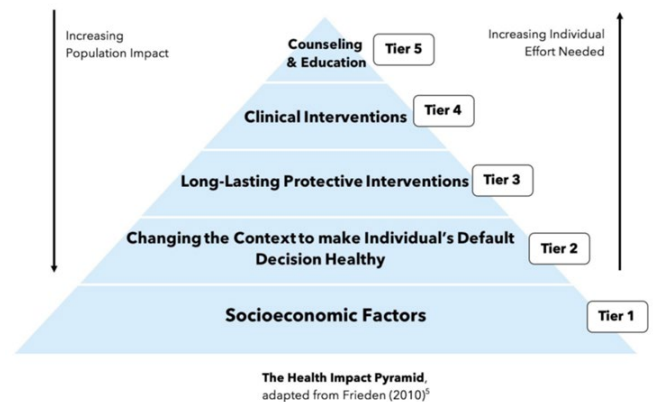 Increasing
Population Impact
Increasing Individual
Effort Needed
Counseling
& Education
Tier 5
Clinical Interventions
Tier 4
Long-Lasting Protective Interventions
Tier 3
Changing the Context to make Individual's Default
Decision Healthy
Tier 2
Socioeconomic Factors
Tier 1
The Health Impact Pyramid,
adapted from Frieden (2010)⁵